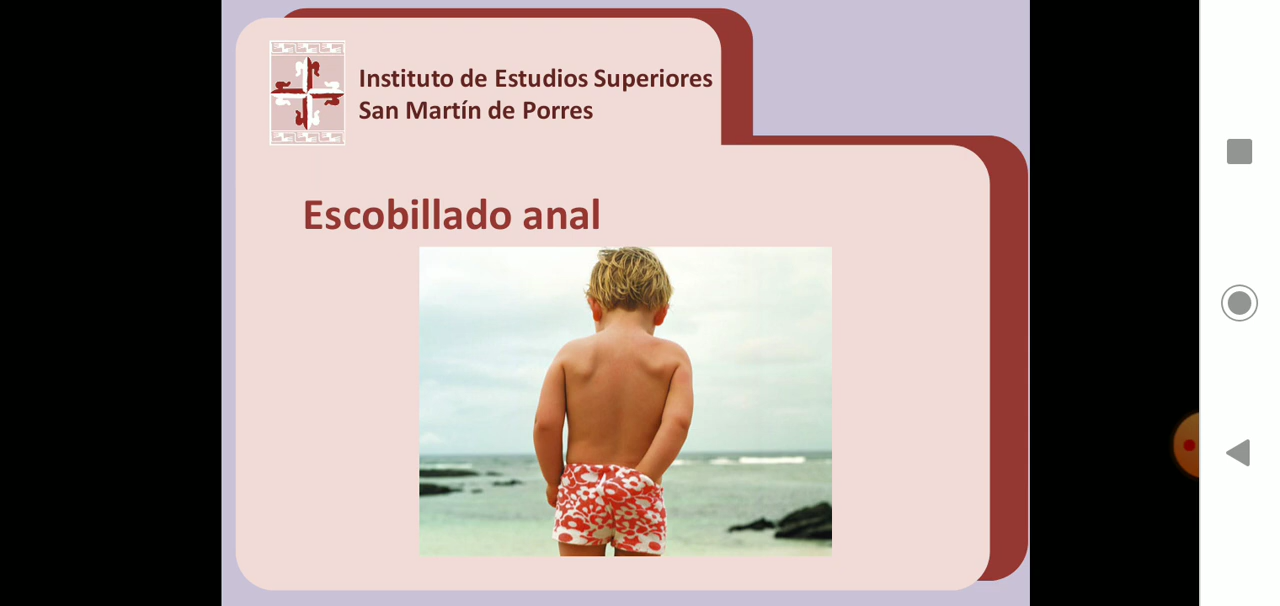 Instituto de Estudios Superiores
San Martín de Porres
Escobillado anal